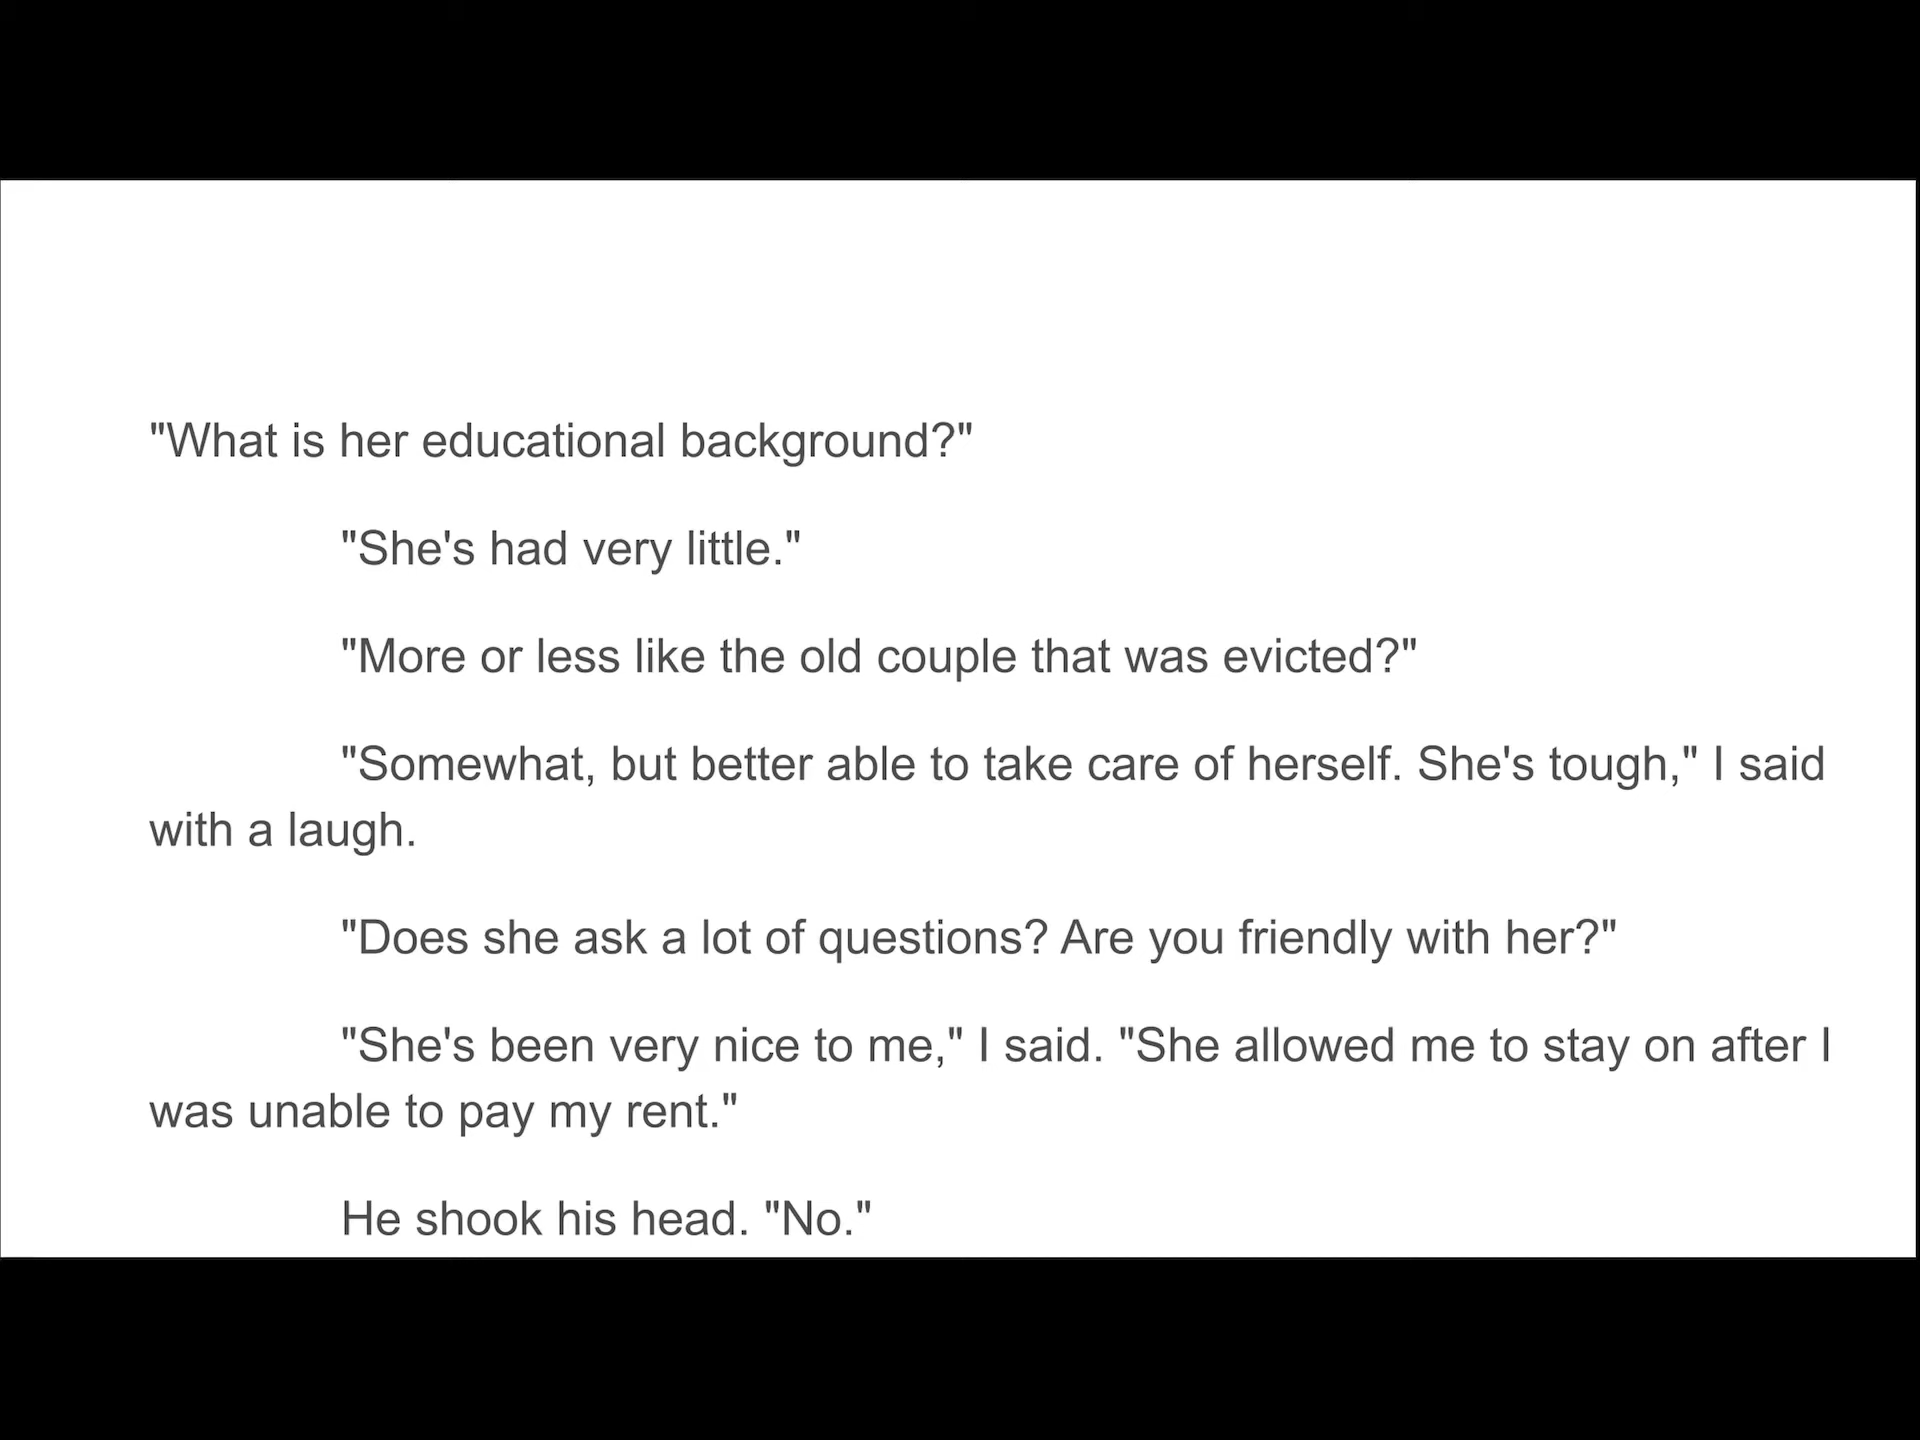 "What is her educational background?"
"She's had very little."
"More or less like the old couple that was evicted?"
"Somewhat, but better able to take care of herself. She's tough," I said
with a laugh.
"Does she ask a lot of questions? Are you friendly with her?"
"She's been very nice to me," I said. "She allowed me to stay on after I
was unable to pay my rent."
He shook his head. "No."